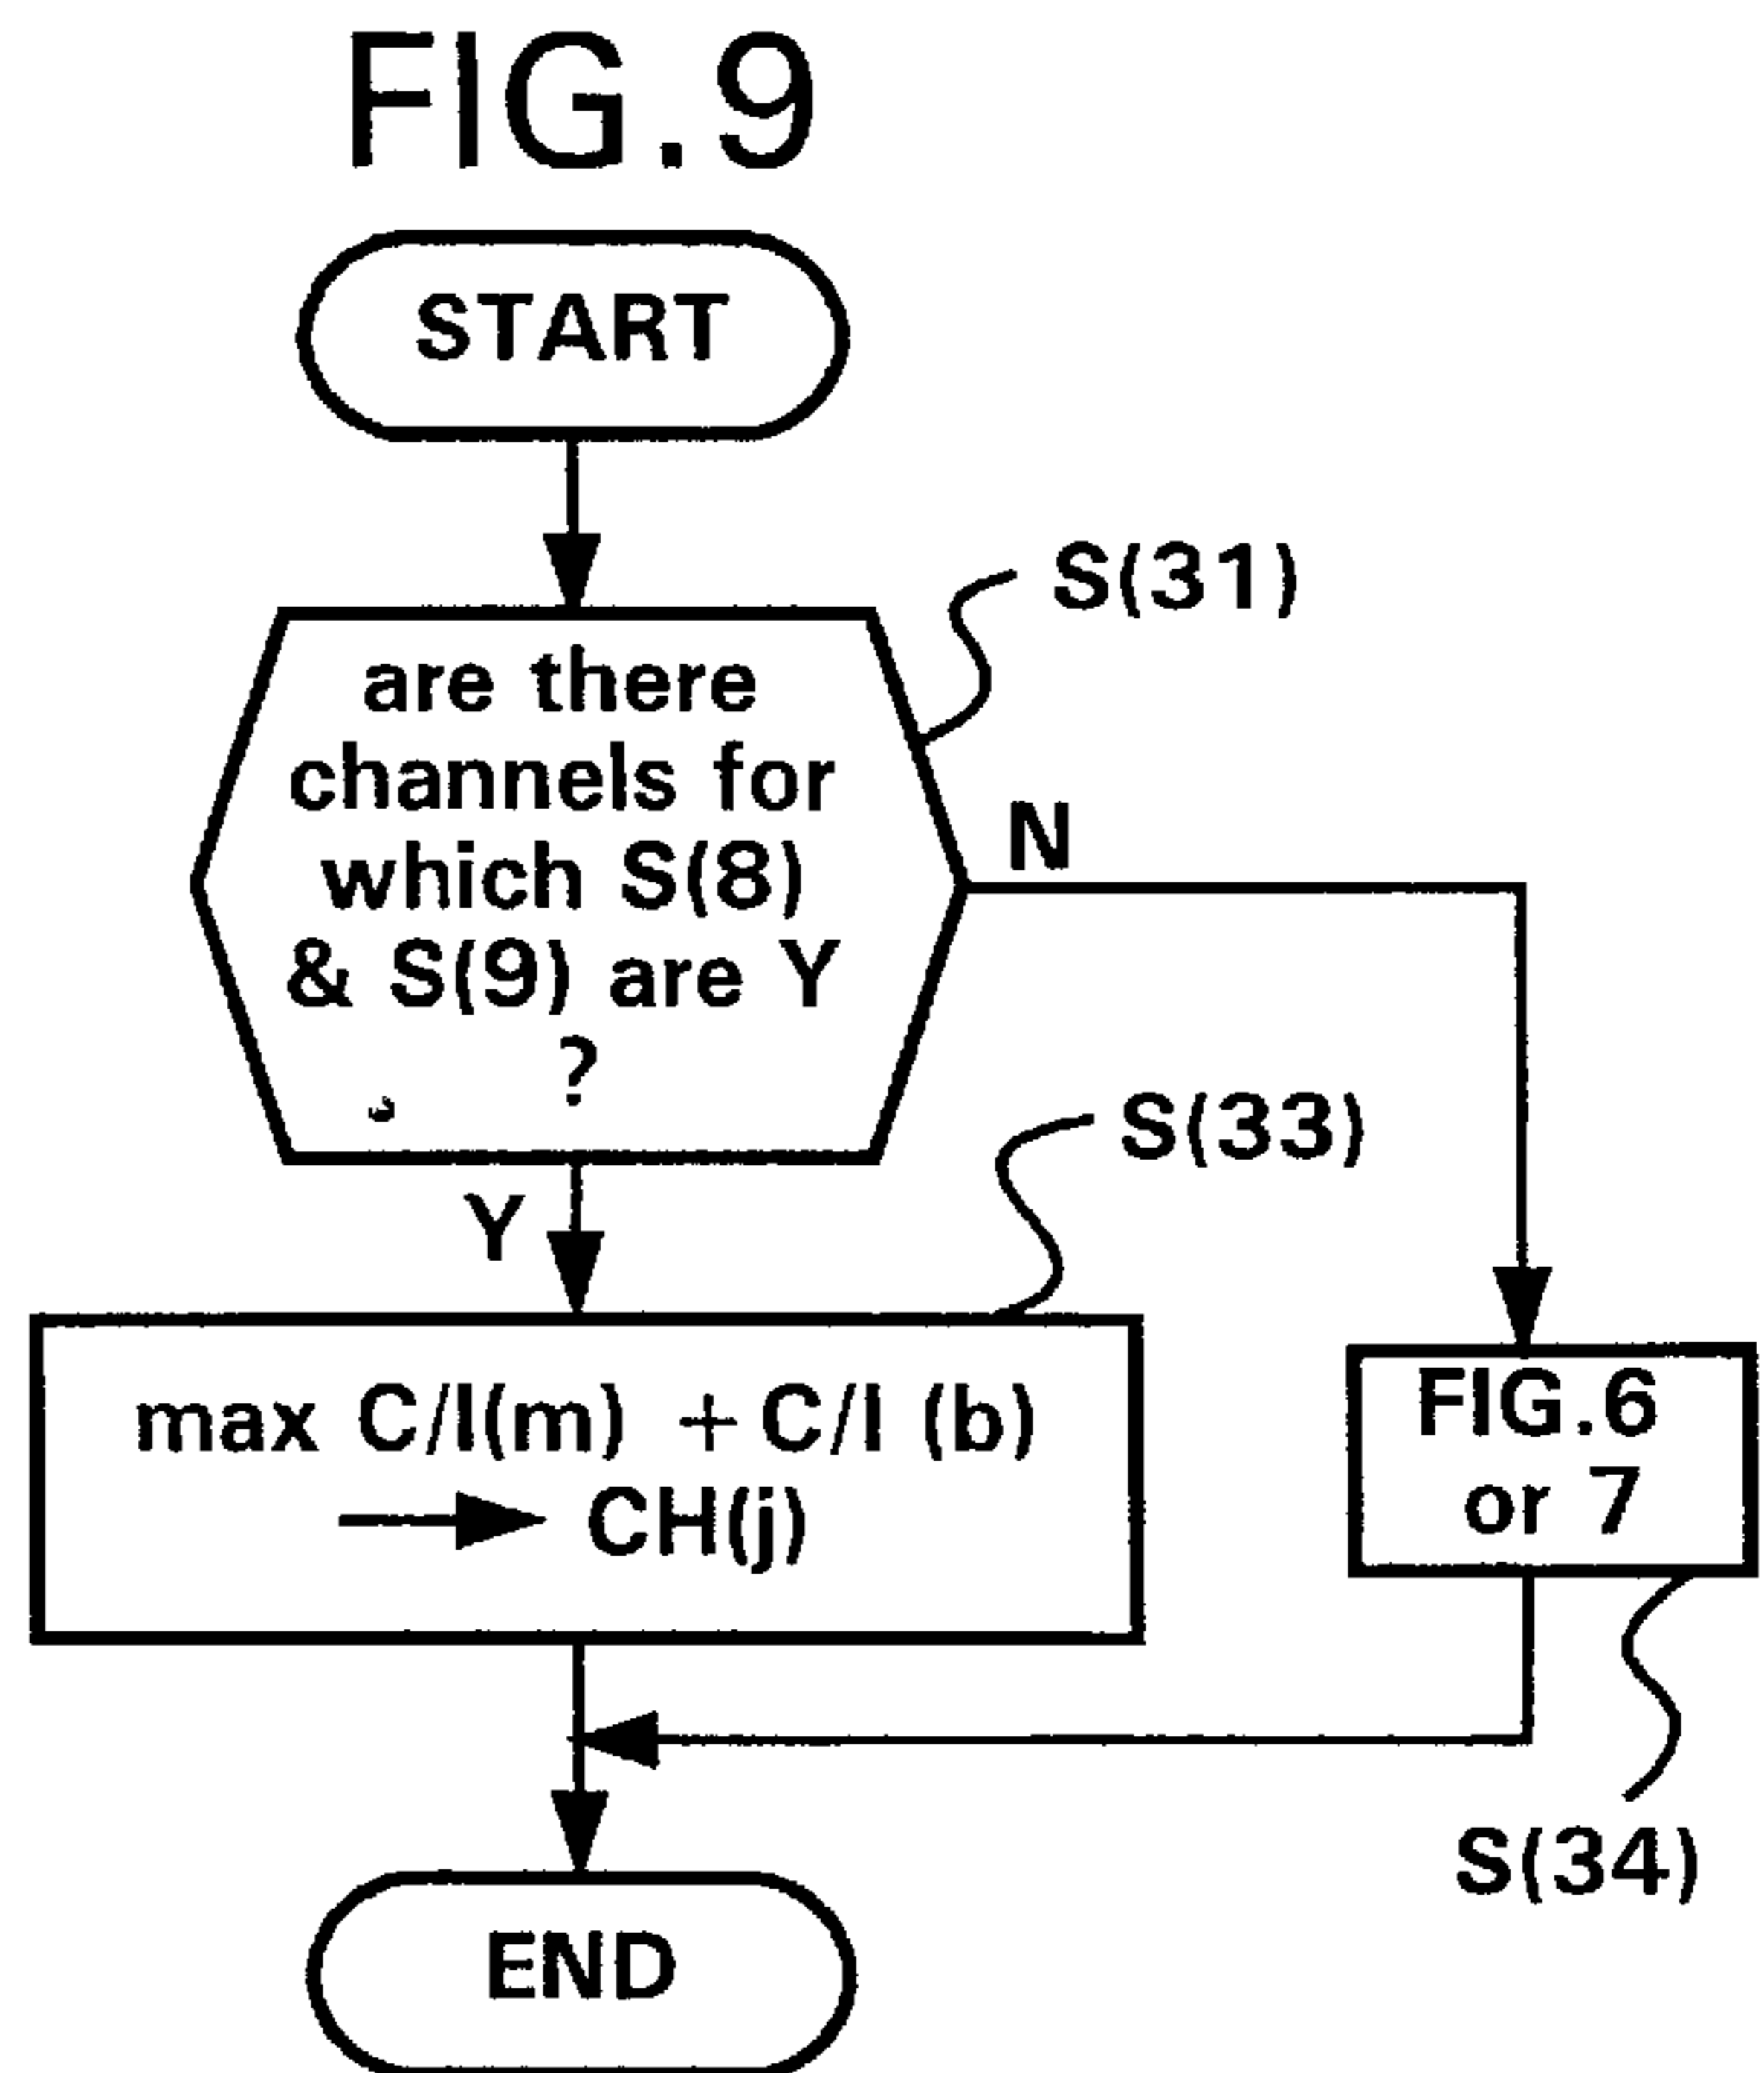 FIG.9
START
S(31)
are there
channels for
which S(8)
& S(9) are Y
?
N
S(33)
Y
max C/I(m) + C/I (b)
→ CH(j)
FIG.6
or 7
S(34)
END